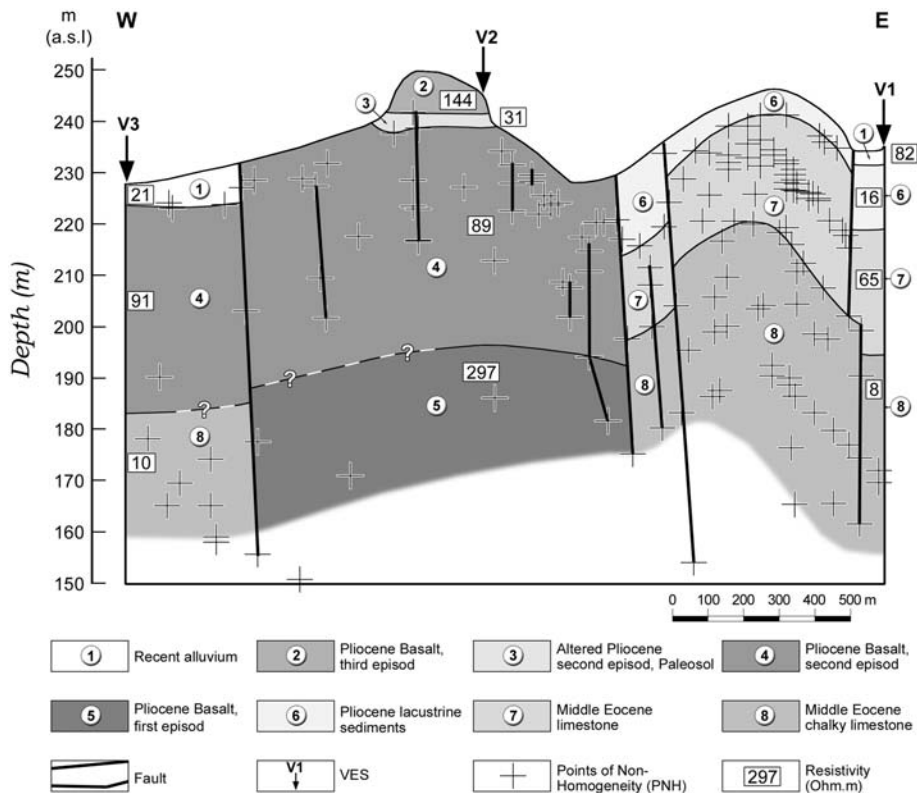 m
(a.s.l)
W
E
V2
V1
V3
Depth (m)
250
240
230
220
210
200
190
180
170
160
150
2
144
3
31
6
1
82
21
1
16
6
6
7
89
4
65
7
91
4
7
8
?
?
?
297
8
5
8
8
?
8
10
0 100 200 300 400 500 m
1 Recent alluvium
2 Pliocene Basalt,
third episod
3 Altered Pliocene
second episod, Paleosol
4 Pliocene Basalt,
second episod
5 Pliocene Basalt,
first episod
6 Pliocene lacustrine
sediments
7 Middle Eocene
limestone
8 Middle Eocene
chalky limestone
Fault
V1 VES
Points of Non-
Homogeneity (PNH)
297 Resistivity
(Ohm.m)